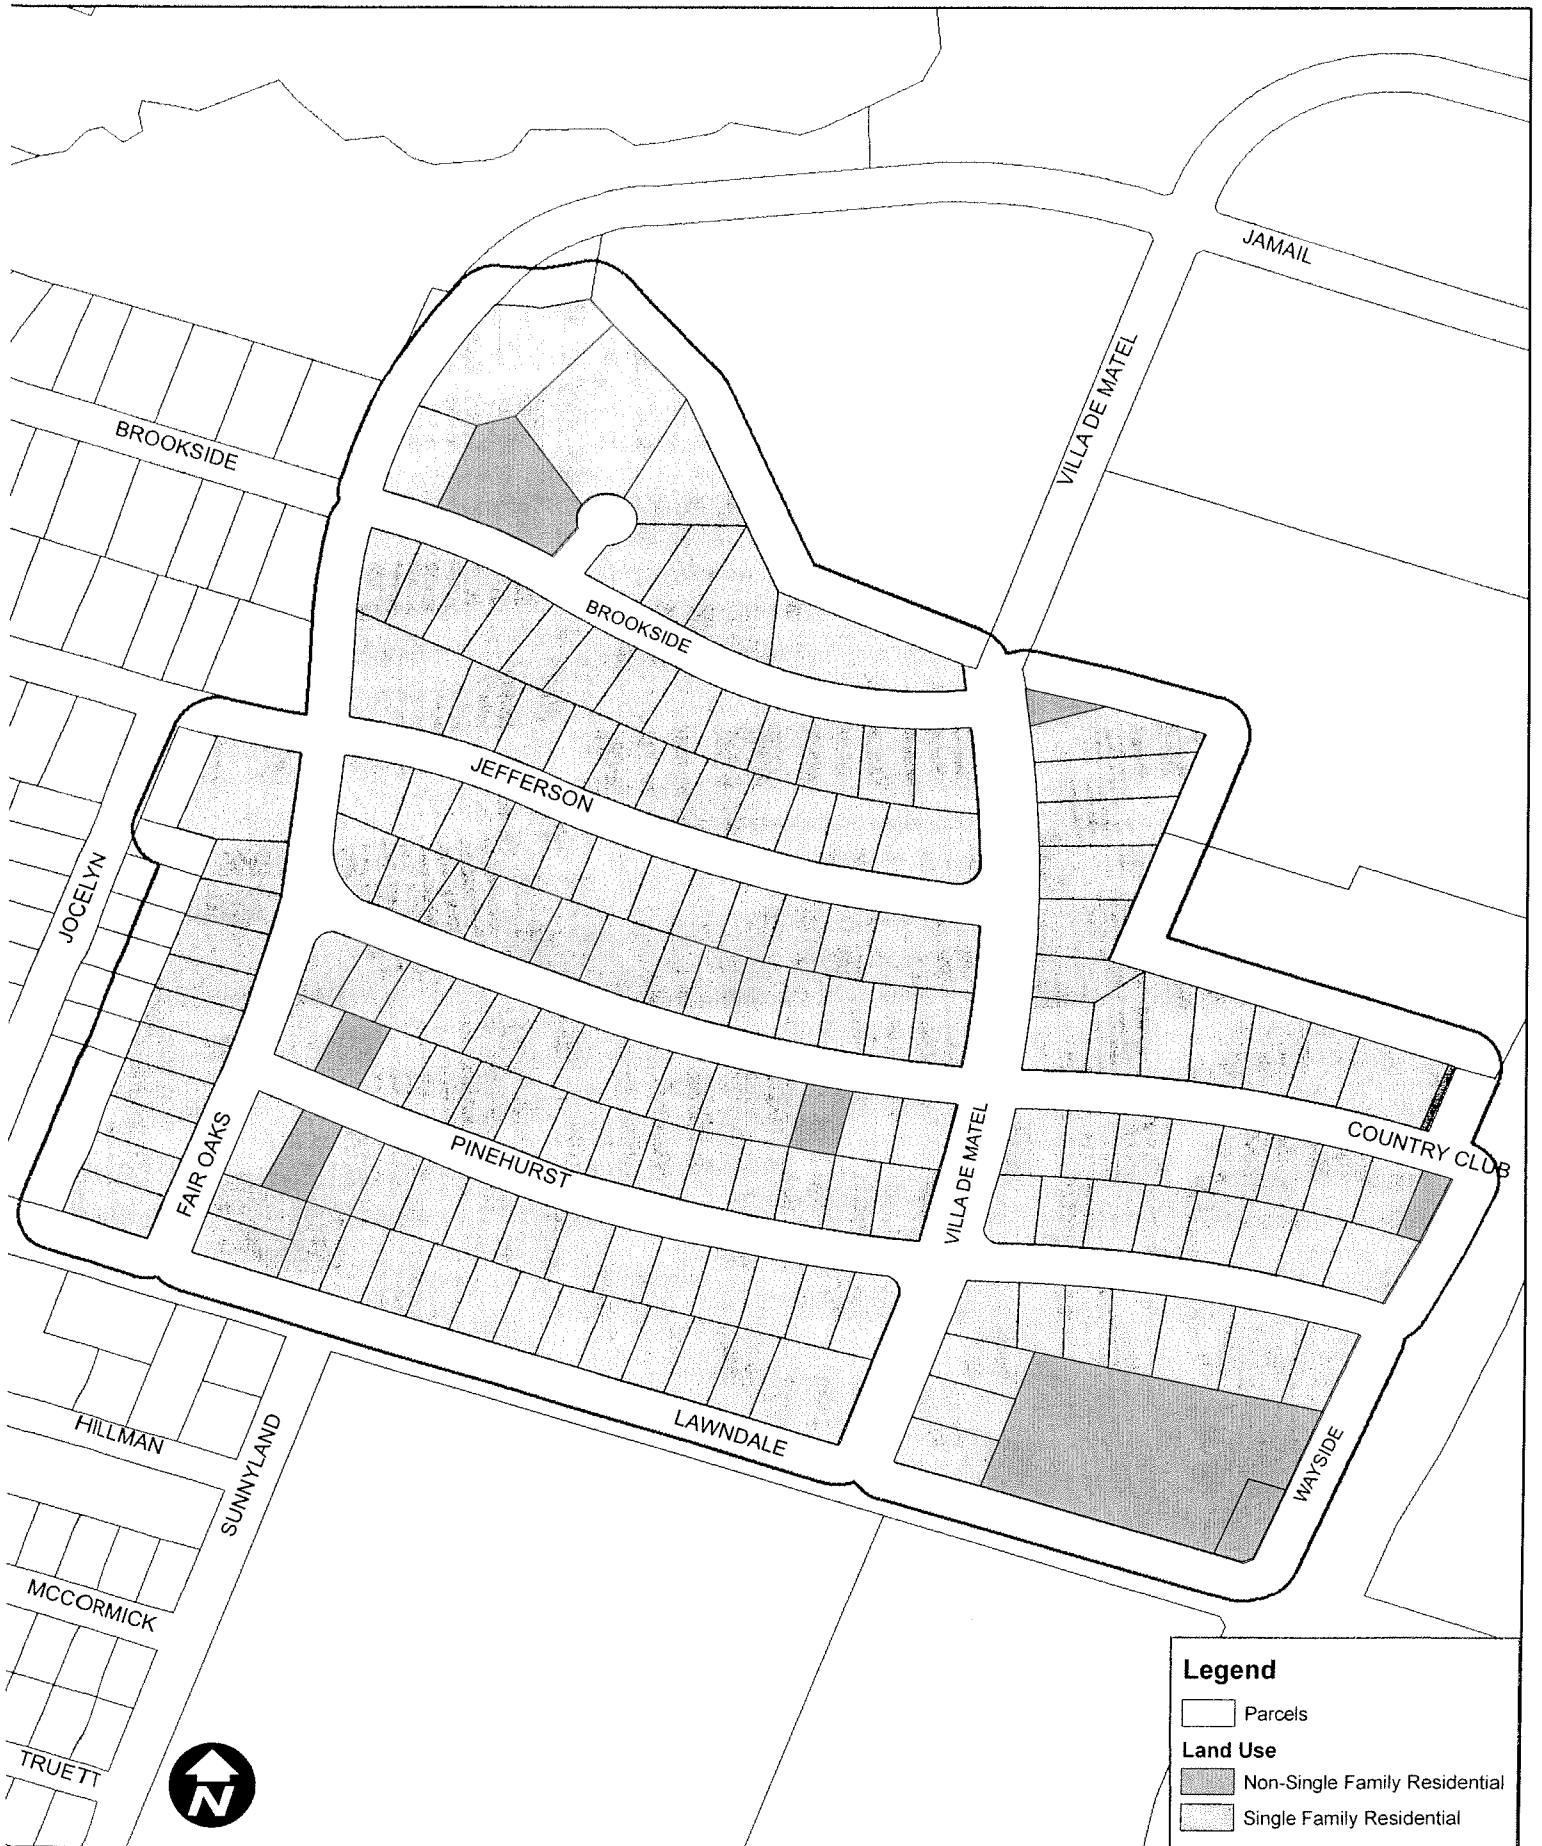 JAMAIL
VILLA DE MATEL
BROOKSIDE
BROOKSIDE
JEFFERSON
JOCELYN
COUNTRY CLUB
VILLA DE MATEL
FAIR OAKS
PINEHURST
LAWNDALE
HILLMAN
SUNNYLAND
WAYSIDE
MCCORMICK
TRUETT
N
Legend
Parcels
Land Use
Non-Single Family Residential
Single Family Residential